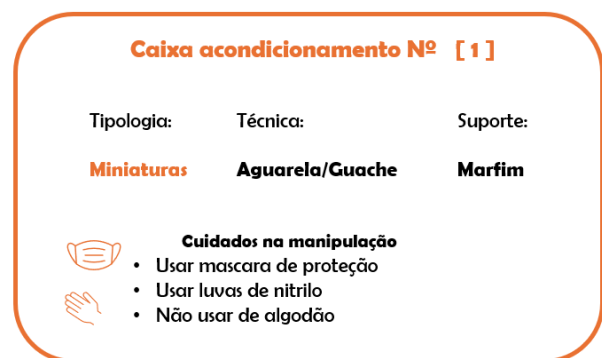 Caixa acondicionamento Nº [ 1 ]
Tipologia: Técnica: Suporte:
Miniaturas Aguarela/Guache Marfim
Cuidados na manipulação
• Usar mascara de proteção
• Usar luvas de nitrilo
• Não usar de algodão